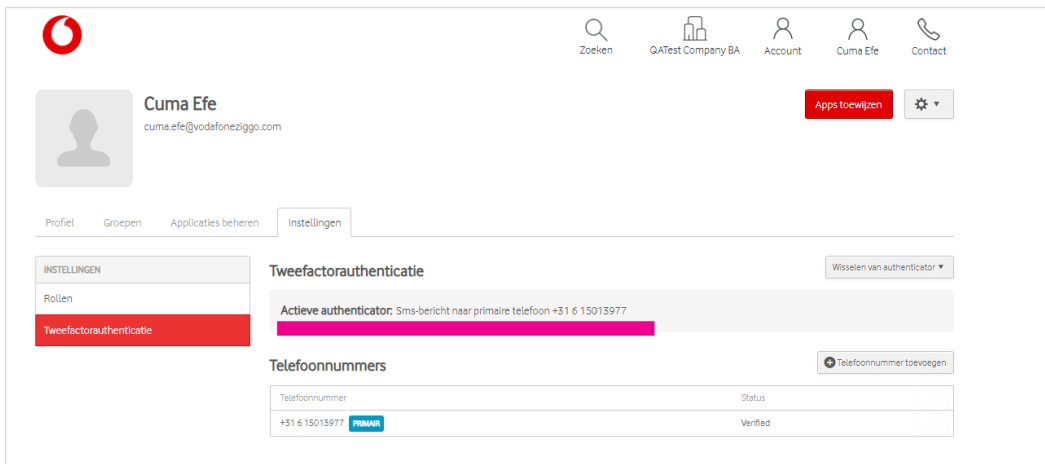 Zoeken
QATest Company BA
Account
Cuma Efe
Contact
Cuma Efe
cuma.efe@vodafoneziggo.com
Apps toewijzen
Profiel
Groepen
Applicaties beheren
Instellingen
INSTELLINGEN
Rollen
Tweefactorauthenticatie
Tweefactorauthenticatie
Wisselen van authenticator
Actieve authenticator: Sms-bericht naar primaire telefoon +31 6 15013977
Telefoonnummers
Telefoonnummer toevoegen
Telefoonnummer Status
+31 6 15013977 PRIMAIR Verified